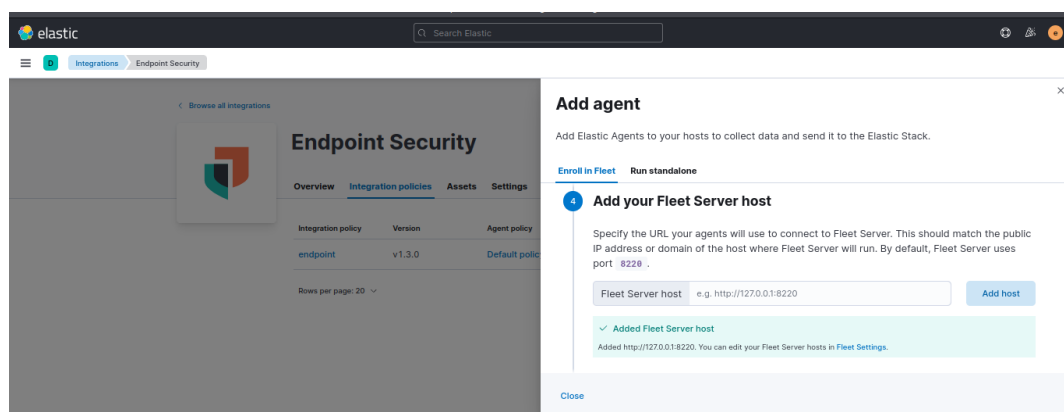 elastic
Search Elastic
e
D
Integrations
Endpoint Security
Browse all integrations
Endpoint Security
Overview Integration policies Assets Settings
Integration policy Version Agent policy
endpoint v1.3.0 Default polic
Rows per page: 20
×
Add agent
Add Elastic Agents to your hosts to collect data and send it to the Elastic Stack.
Enroll in Fleet Run standalone
4 Add your Fleet Server host
Specify the URL your agents will use to connect to Fleet Server. This should match the public
IP address or domain of the host where Fleet Server will run. By default, Fleet Server uses
port 8220 .
Fleet Server host e.g. http://127.0.0.1:8220 Add host
Added Fleet Server host
Added http://127.0.0.1:8220. You can edit your Fleet Server hosts in Fleet Settings.
Close